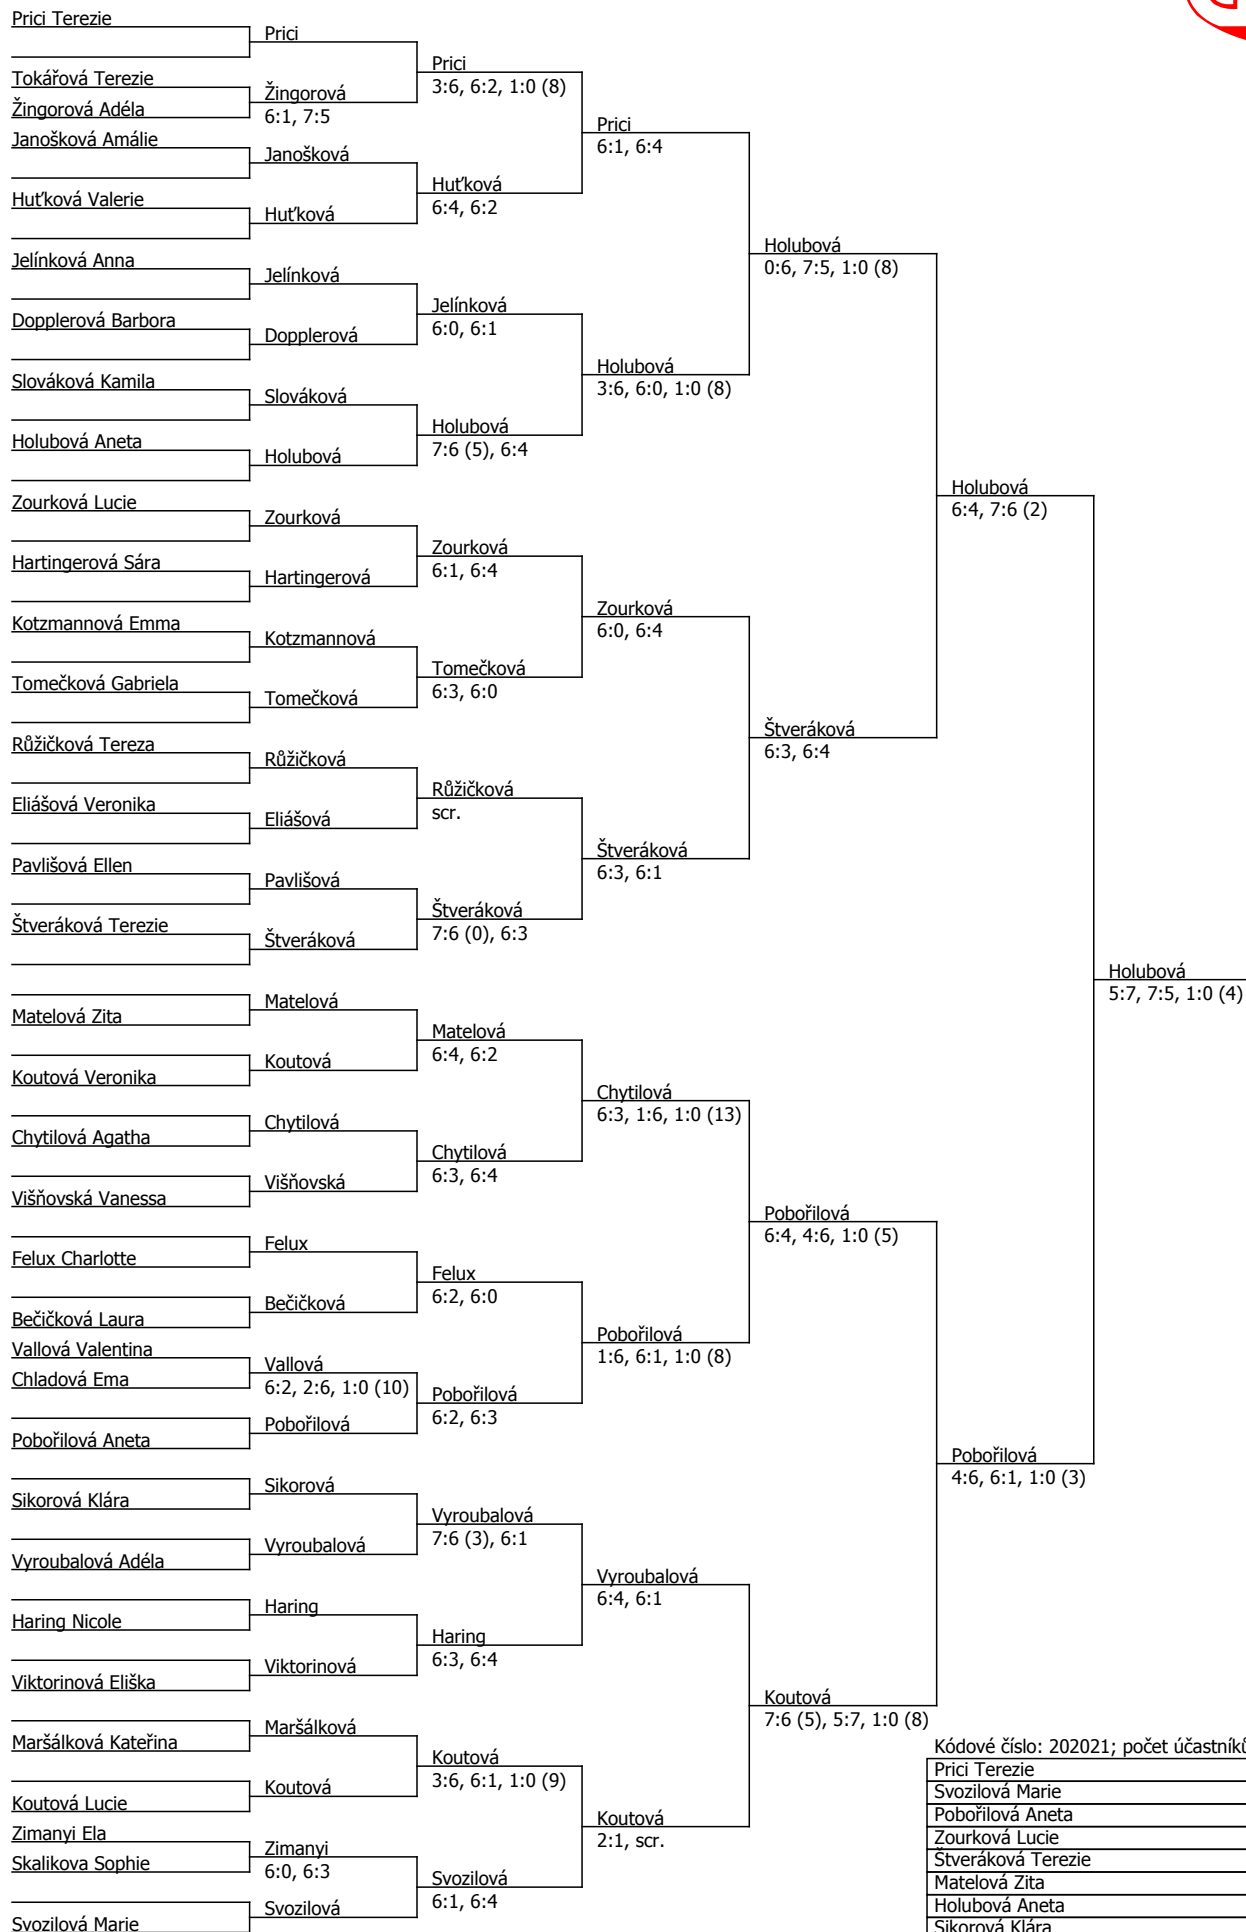 Prici Terezie
Tokářová Terezie
Žingorová Adéla
Janošková Amálie
Huťková Valerie
Jelínková Anna
Dopplerová Barbora
Slováková Kamila
Holubová Aneta
Zourková Lucie
Hartingerová Sára
Kotzmannová Emma
Tomečková Gabriela
Růžičková Tereza
Eliášová Veronika
Pavlišová Ellen
Štveráková Terezie
Matelová Zita
Koutová Veronika
Chytilová Agatha
Višňovská Vanessa
Felux Charlotte
Bečičková Laura
Vallová Valentina
Chladová Ema
Pobořilová Aneta
Sikorová Klára
Vyroubalová Adéla
Haring Nicole
Viktorinová Eliška
Maršálková Kateřina
Koutová Lucie
Zimanyi Ela
Skalikova Sophie
Svozilová Marie
Prici
Žingorová
6:1, 7:5
Janošková
Huťková
Jelínková
Dopplerová
Slováková
Holubová
Zourková
Hartingerová
Kotzmannová
Tomečková
Růžičková
Eliášová
Pavlišová
Štveráková
Matelová
Koutová
Chytilová
Višňovská
Felux
Bečičková
Vallová
6:2, 2:6, 1:0 (10)
Pobořilová
Sikorová
Vyroubalová
Haring
Viktorinová
Maršálková
Koutová
Zimanyi
6:0, 6:3
Svozilová
Prici
3:6, 6:2, 1:0 (8)
Huťková
6:4, 6:2
Jelínková
6:0, 6:1
Holubová
7:6 (5), 6:4
Zourková
6:1, 6:4
Tomečková
6:3, 6:0
Růžičková
scr.
Štveráková
7:6 (0), 6:3
Matelová
6:4, 6:2
Chytilová
6:3, 6:4
Felux
6:2, 6:0
Pobořilová
6:2, 6:3
Vyroubalová
7:6 (3), 6:1
Haring
6:3, 6:4
Koutová
3:6, 6:1, 1:0 (9)
Svozilová
6:1, 6:4
Prici
6:1, 6:4
Holubová
3:6, 6:0, 1:0 (8)
Zourková
6:0, 6:4
Štveráková
6:3, 6:1
Chytilová
6:3, 1:6, 1:0 (13)
Pobořilová
1:6, 6:1, 1:0 (8)
Vyroubalová
6:4, 6:1
Koutová
2:1, scr.
Holubová
0:6, 7:5, 1:0 (8)
Štveráková
6:3, 6:4
Pobořilová
6:4, 4:6, 1:0 (5)
Koutová
7:6 (5), 5:7, 1:0 (8)
Holubová
6:4, 7:6 (2)
Pobořilová
4:6, 6:1, 1:0 (3)
Holubová
5:7, 7:5, 1:0 (4)
Kódové číslo: 202021; počet účastníků
Prici Terezie
Svozilová Marie
Pobořilová Aneta
Zourková Lucie
Štveráková Terezie
Matelová Zita
Holubová Aneta
Sikorová Klára